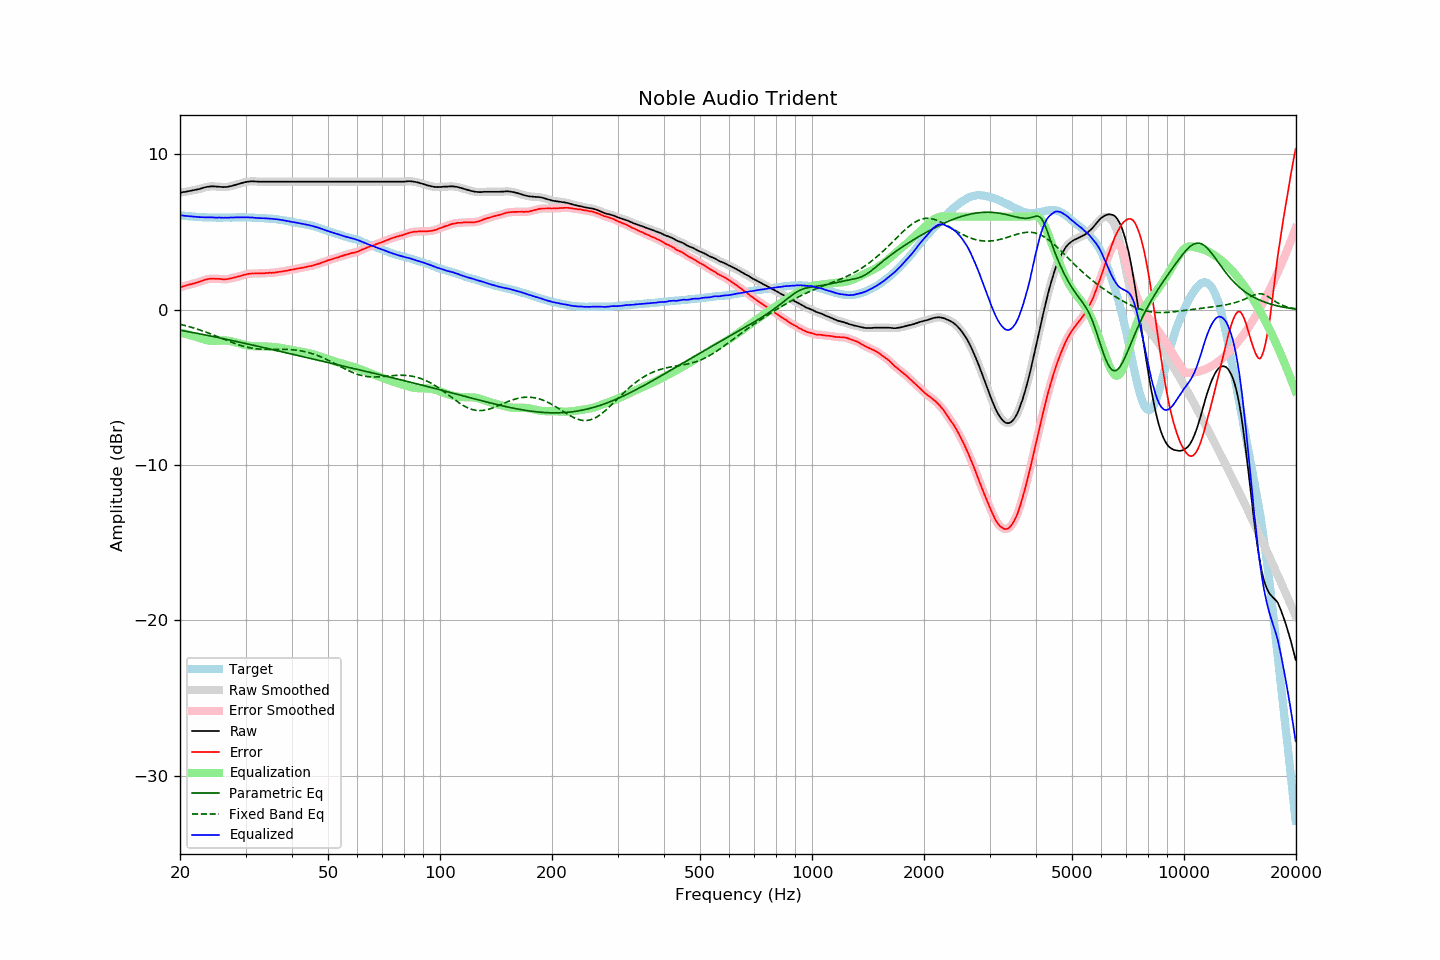 Noble Audio Trident
10
0
−10
−20
−30
Amplitude (dBr)
Target
Raw Smoothed
Error Smoothed
Raw
Error
Equalization
Parametric Eq
Fixed Band Eq
Equalized
20 50 100 200 500 1000 2000 5000 10000 20000
Frequency (Hz)